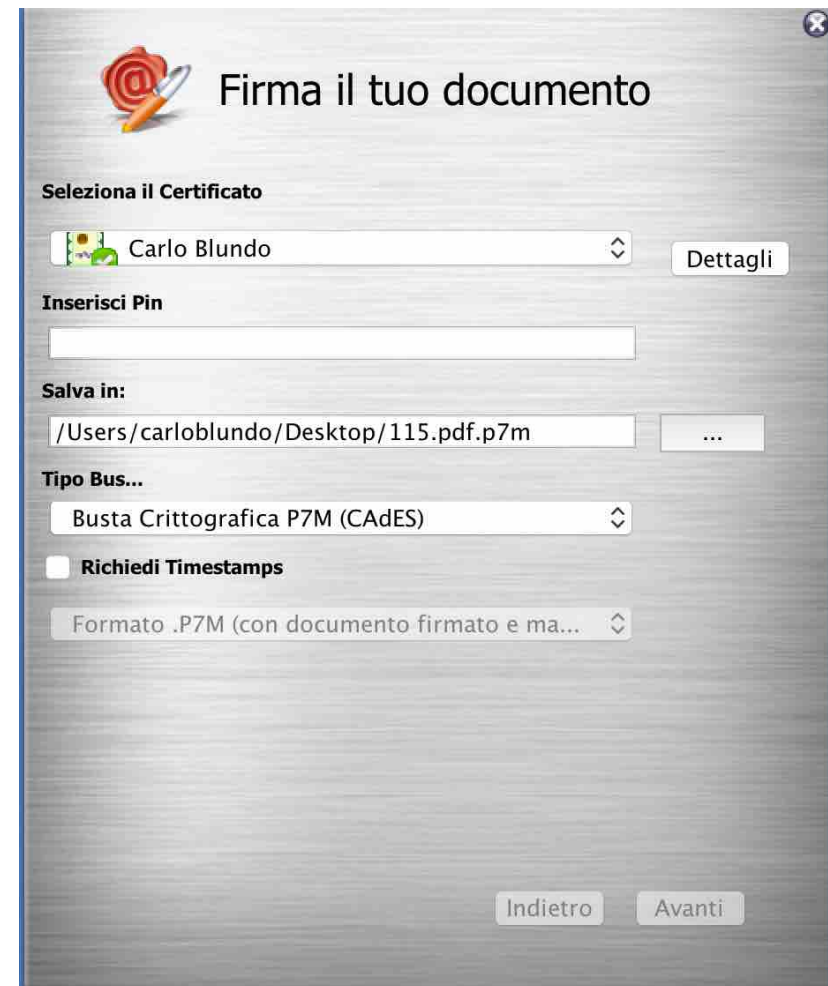 Firma il tuo documento
Seleziona il Certificato
Carlo Blundo
Dettagli
Inserisci Pin
Salva in:
/Users/carloblundo/Desktop/115.pdf.p7m
...
Tipo Bus...
Busta Crittografica P7M (CAdES)
Richiedi Timestamps
Formato .P7M (con documento firmato e ma...
Indietro
Avanti